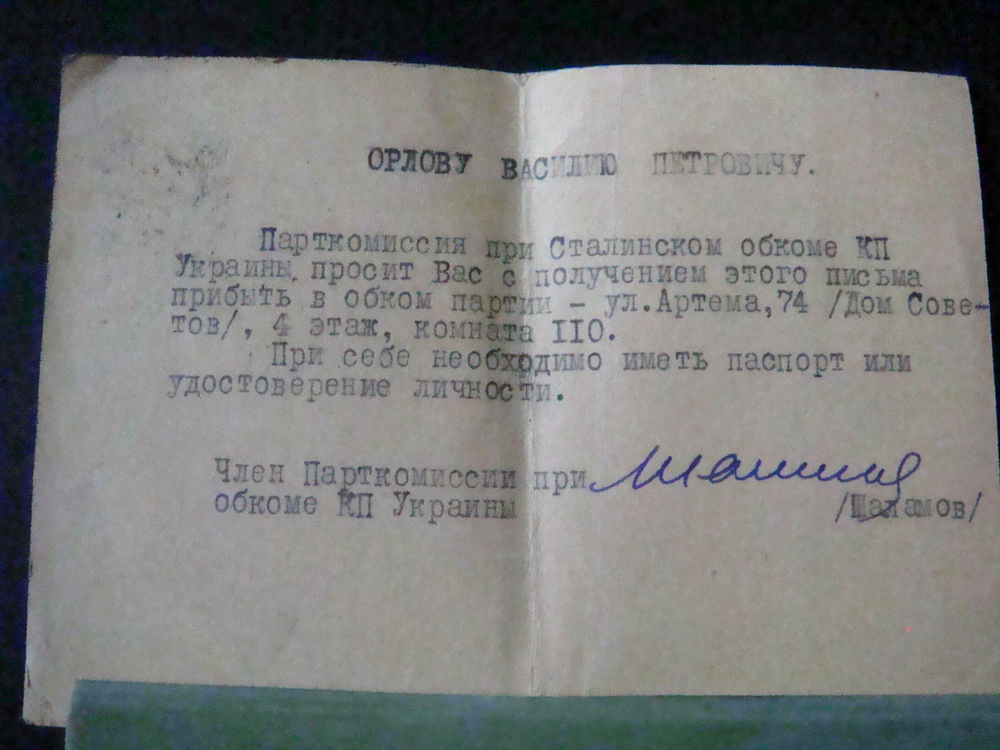 ОРЛОВУ ВАСИЛИЮ ПЕТРОВИЧУ.
Парткомиссия при Сталинском обкоме КП
Украины просит Вас с получением этого письма
прибыть в обком партии - ул.Артема,74 /Дом Сове-
тов/, 4 этаж, комната II0.
При себе необходимо иметь паспорт или
удостоверение личности.
Член Парткомиссии при
обкоме КП Украины
/Шаламов/